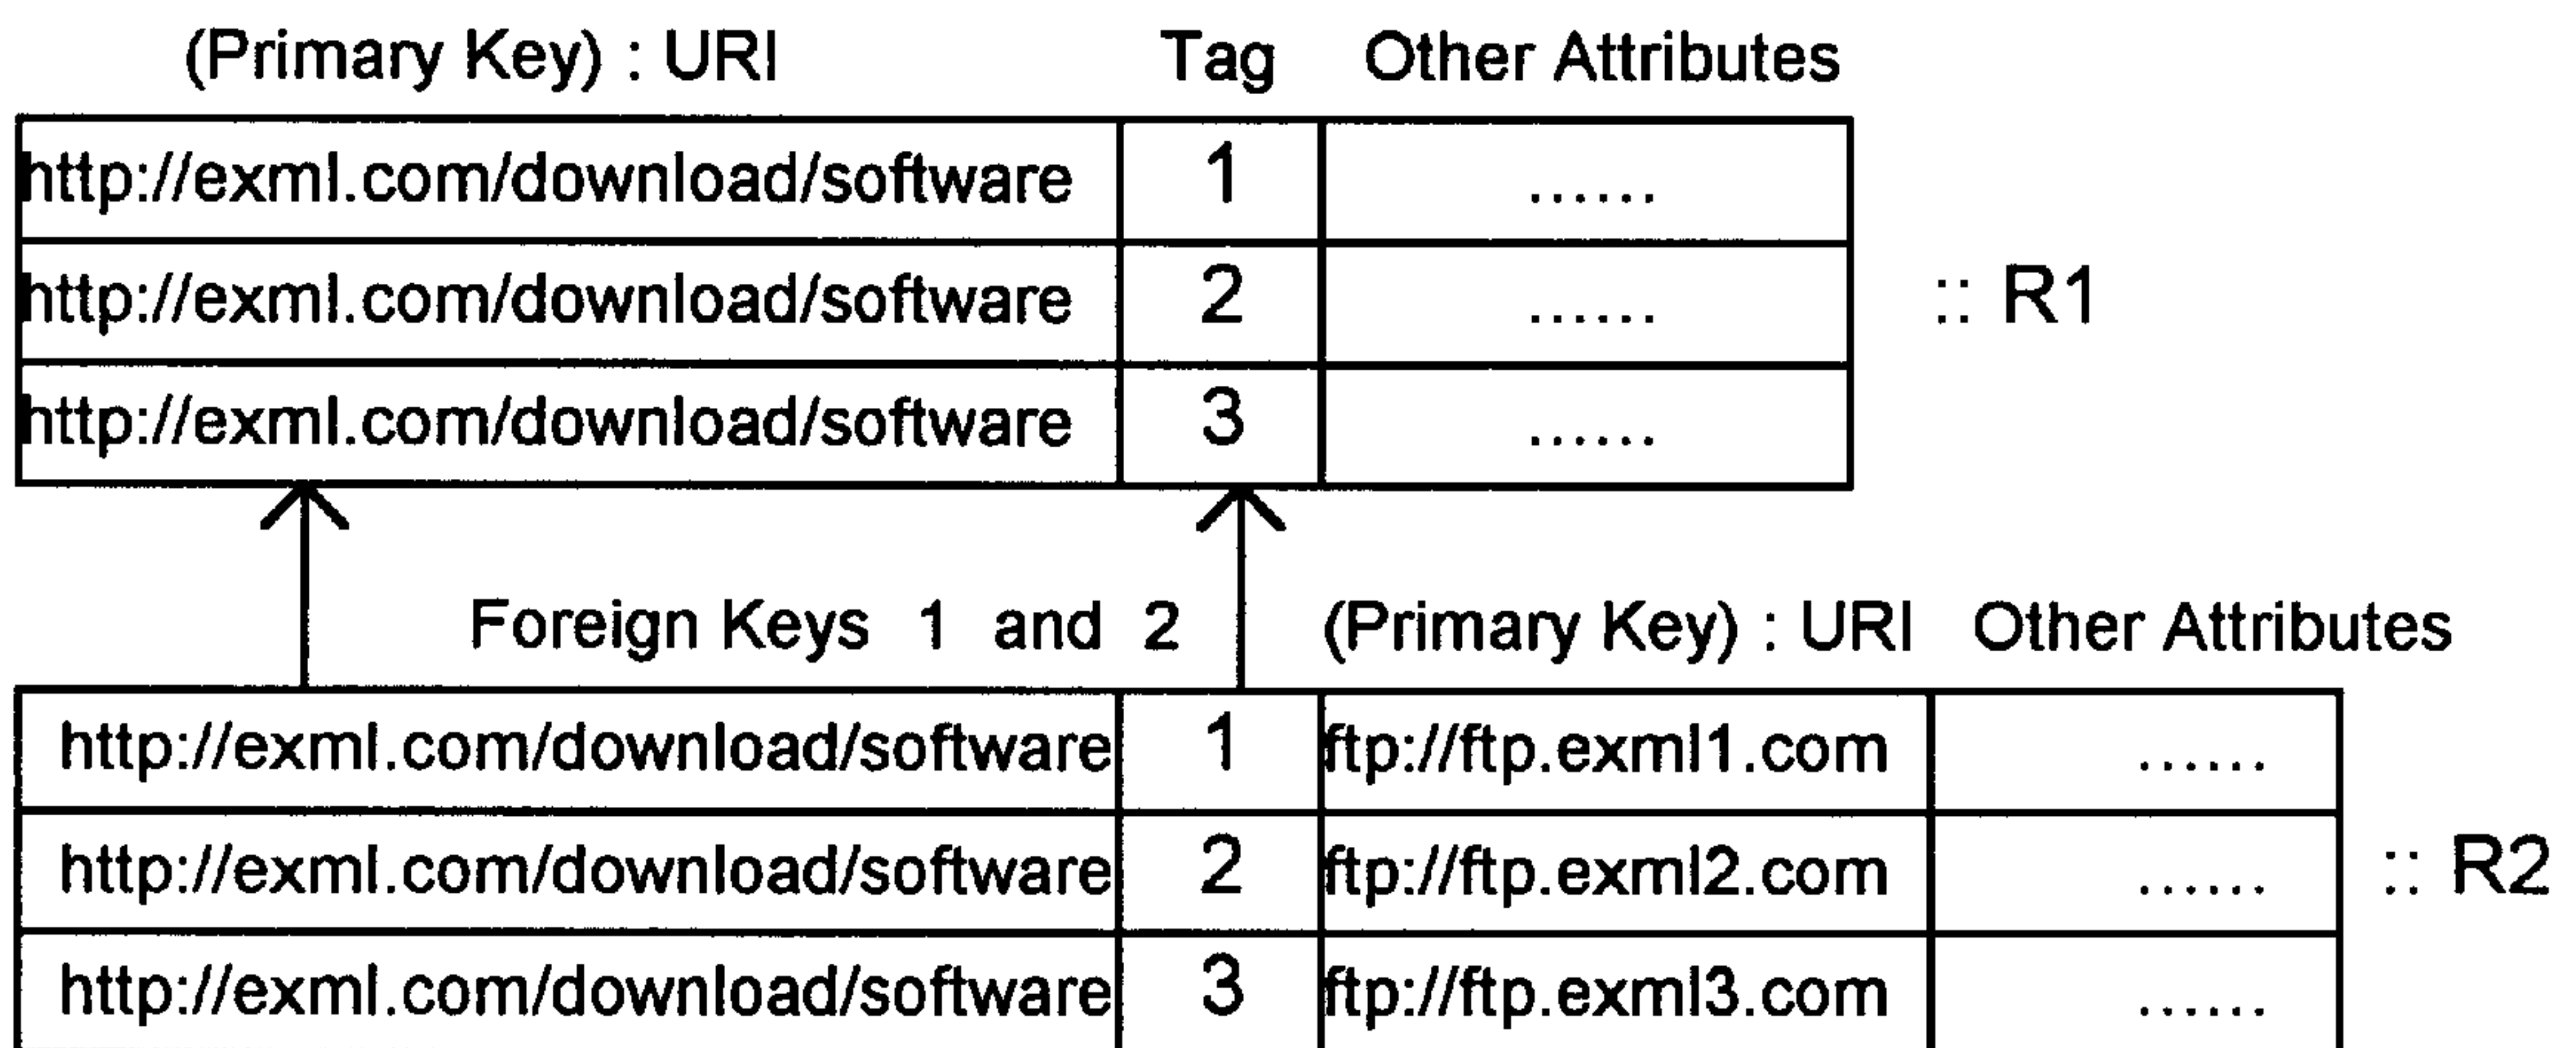 (Primary Key) : URI Tag Other Attributes
http://exml.com/download/software 1 ......
http://exml.com/download/software 2 ...... :: R1
http://exml.com/download/software 3 ......
Foreign Keys 1 and 2 (Primary Key) : URI Other Attributes
http://exml.com/download/software 1 ftp://ftp.exml1.com ......
http://exml.com/download/software 2 ftp://ftp.exml2.com ...... :: R2
http://exml.com/download/software 3 ftp://ftp.exml3.com ......